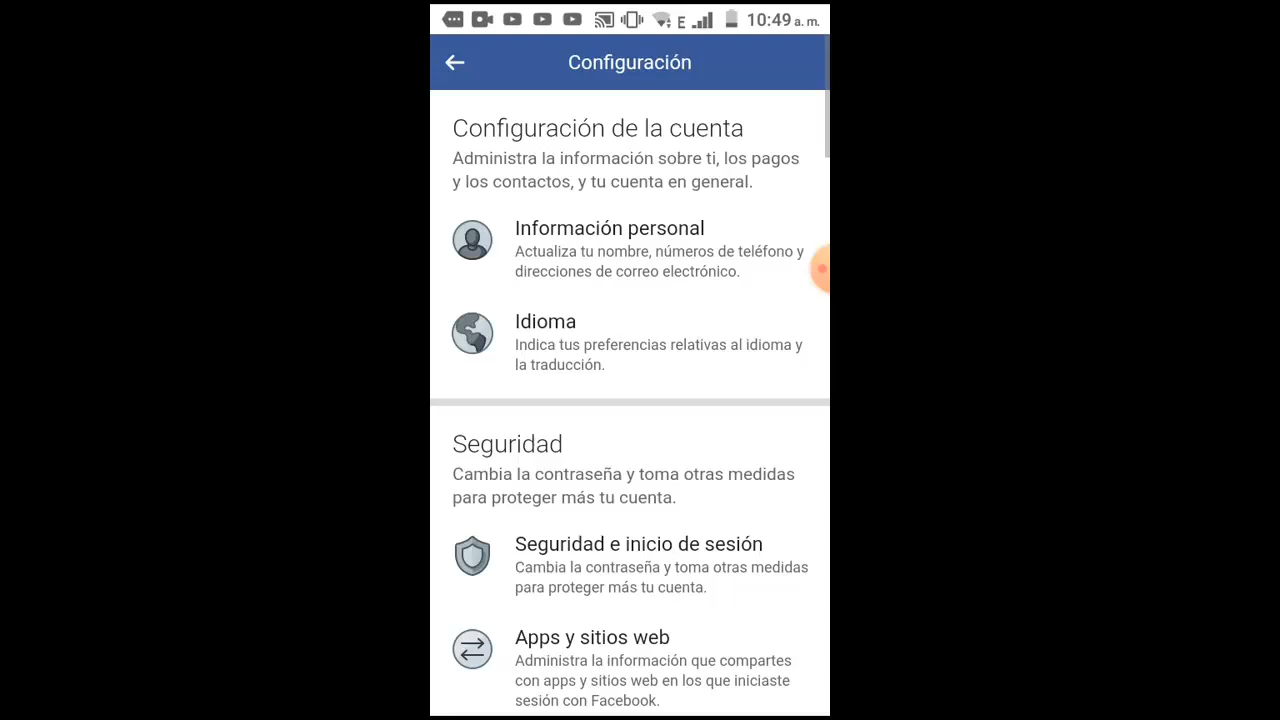 E 10:49 a. m.
Configuración
Configuración de la cuenta
Administra la información sobre ti, los pagos
y los contactos, y tu cuenta en general.
Información personal
Actualiza tu nombre, números de teléfono y
direcciones de correo electrónico.
Idioma
Indica tus preferencias relativas al idioma y
la traducción.
Seguridad
Cambia la contraseña y toma otras medidas
para proteger más tu cuenta.
Seguridad e inicio de sesión
Cambia la contraseña y toma otras medidas
para proteger más tu cuenta.
Apps y sitios web
Administra la información que compartes
con apps y sitios web en los que iniciaste
sesión con Facebook.